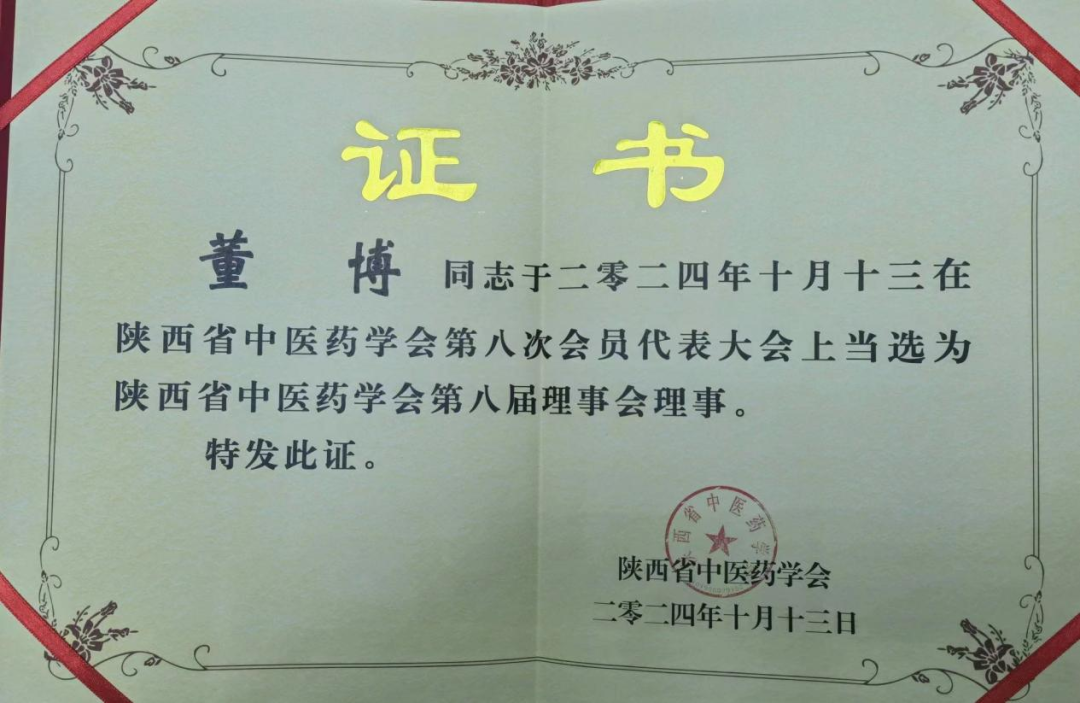 证书
董博 同志于二零二四年十月十三在
陕西省中医药学会第八次会员代表大会上当选为
陕西省中医药学会第八届理事会理事。
特发此证。
陕西省中医药学会
陕西省中医药学会
二零二四年十月十三日